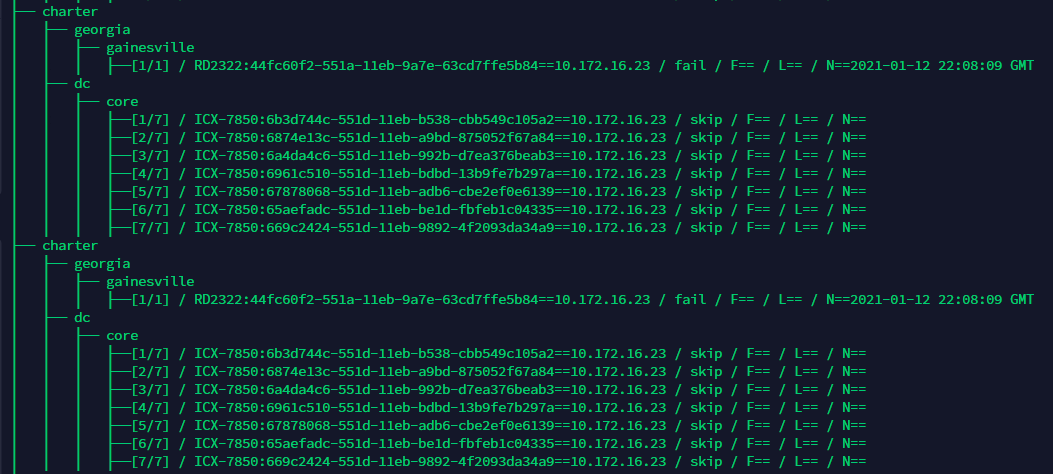 ├── charter
│   ├── georgia
│   │   ├── gainesville
│   │   │   ├──[1/1] / RD2322:44fc60f2-551a-11eb-9a7e-63cd7ffe5b84==10.172.16.23 / fail / F== / L== / N==2021-01-12 22:08:09 GMT
│   ├── dc
│   │   ├── core
│   │   │   ├──[1/7] / ICX-7850:6b3d744c-551d-11eb-b538-cbb549c105a2==10.172.16.23 / skip / F== / L== / N==
│   │   │   ├──[2/7] / ICX-7850:6874e13c-551d-11eb-a9bd-875052f67a84==10.172.16.23 / skip / F== / L== / N==
│   │   │   ├──[3/7] / ICX-7850:6a4da4c6-551d-11eb-992b-d7ea376beab3==10.172.16.23 / skip / F== / L== / N==
│   │   │   ├──[4/7] / ICX-7850:6961c510-551d-11eb-bdbd-13b9fe7b297a==10.172.16.23 / skip / F== / L== / N==
│   │   │   ├──[5/7] / ICX-7850:67878068-551d-11eb-adb6-cbe2ef0e6139==10.172.16.23 / skip / F== / L== / N==
│   │   │   ├──[6/7] / ICX-7850:65aefadc-551d-11eb-be1d-fbfeb1c04335==10.172.16.23 / skip / F== / L== / N==
│   │   │   ├──[7/7] / ICX-7850:669c2424-551d-11eb-9892-4f2093da34a9==10.172.16.23 / skip / F== / L== / N==
├── charter
│   ├── georgia
│   │   ├── gainesville
│   │   │   ├──[1/1] / RD2322:44fc60f2-551a-11eb-9a7e-63cd7ffe5b84==10.172.16.23 / fail / F== / L== / N==2021-01-12 22:08:09 GMT
│   ├── dc
│   │   ├── core
│   │   │   ├──[1/7] / ICX-7850:6b3d744c-551d-11eb-b538-cbb549c105a2==10.172.16.23 / skip / F== / L== / N==
│   │   │   ├──[2/7] / ICX-7850:6874e13c-551d-11eb-a9bd-875052f67a84==10.172.16.23 / skip / F== / L== / N==
│   │   │   ├──[3/7] / ICX-7850:6a4da4c6-551d-11eb-992b-d7ea376beab3==10.172.16.23 / skip / F== / L== / N==
│   │   │   ├──[4/7] / ICX-7850:6961c510-551d-11eb-bdbd-13b9fe7b297a==10.172.16.23 / skip / F== / L== / N==
│   │   │   ├──[5/7] / ICX-7850:67878068-551d-11eb-adb6-cbe2ef0e6139==10.172.16.23 / skip / F== / L== / N==
│   │   │   ├──[6/7] / ICX-7850:65aefadc-551d-11eb-be1d-fbfeb1c04335==10.172.16.23 / skip / F== / L== / N==
│   │   │   ├──[7/7] / ICX-7850:669c2424-551d-11eb-9892-4f2093da34a9==10.172.16.23 / skip / F== / L== / N==